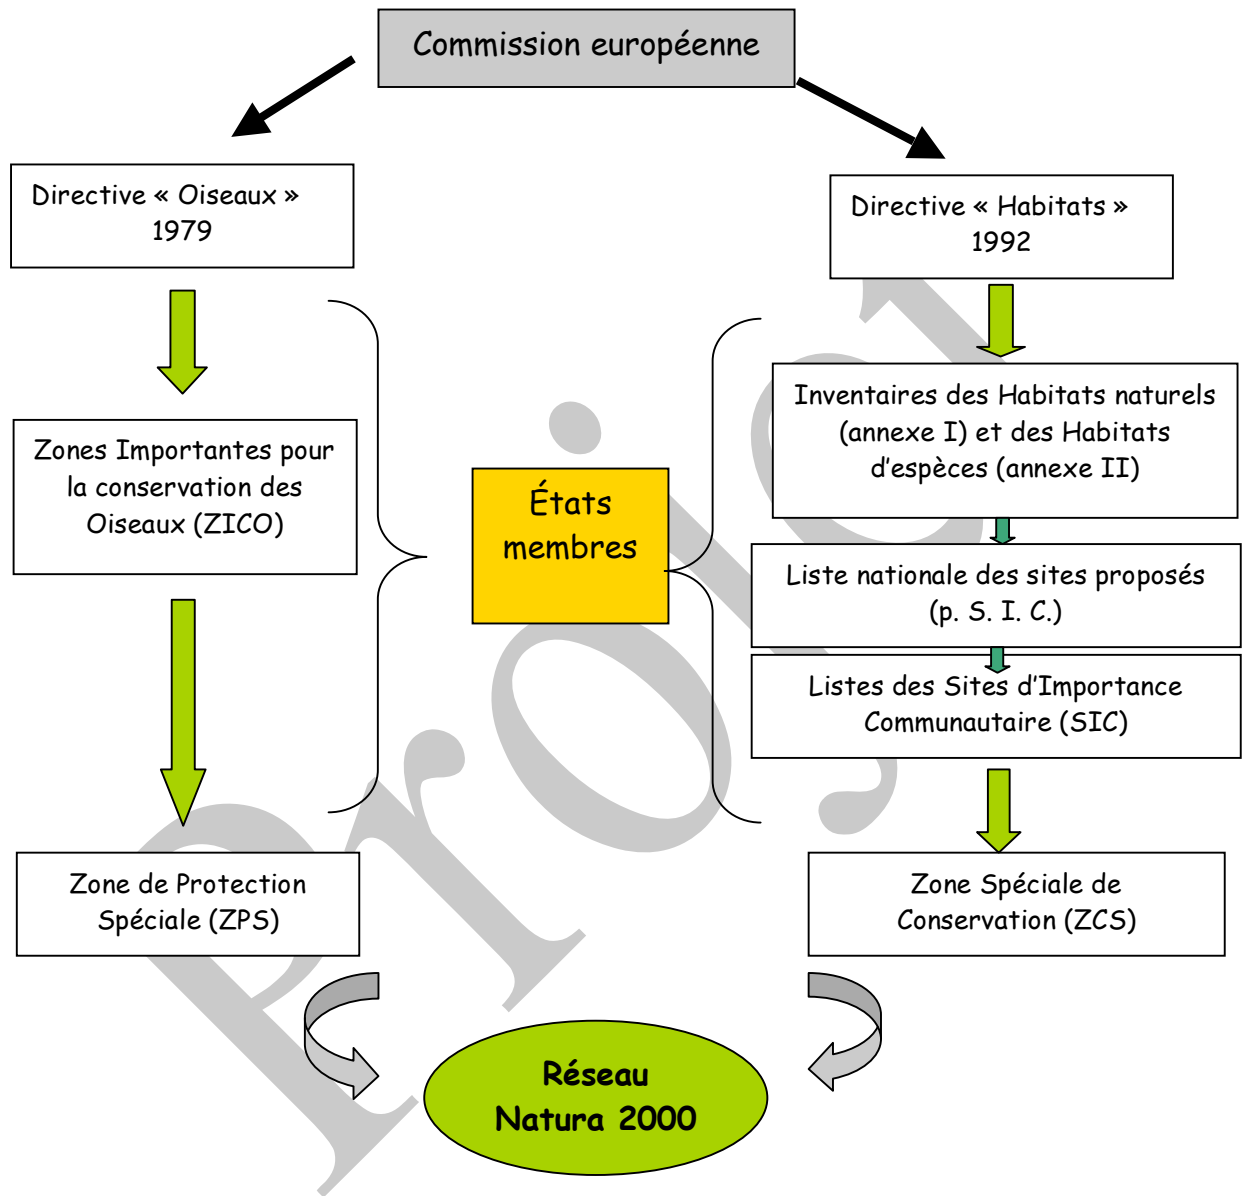 Commission européenne
Directive « Oiseaux »
1979
Directive « Habitats »
1992
Zones Importantes pour
la conservation des
Oiseaux (ZICO)
États
membres
Inventaires des Habitats naturels
(annexe I) et des Habitats
d'espèces (annexe II)
Liste nationale des sites proposés
(p. S. I. C.)
Listes des Sites d'Importance
Communautaire (SIC)
Zone de Protection
Spéciale (ZPS)
Zone Spéciale de
Conservation (ZCS)
Réseau
Natura 2000
Projet